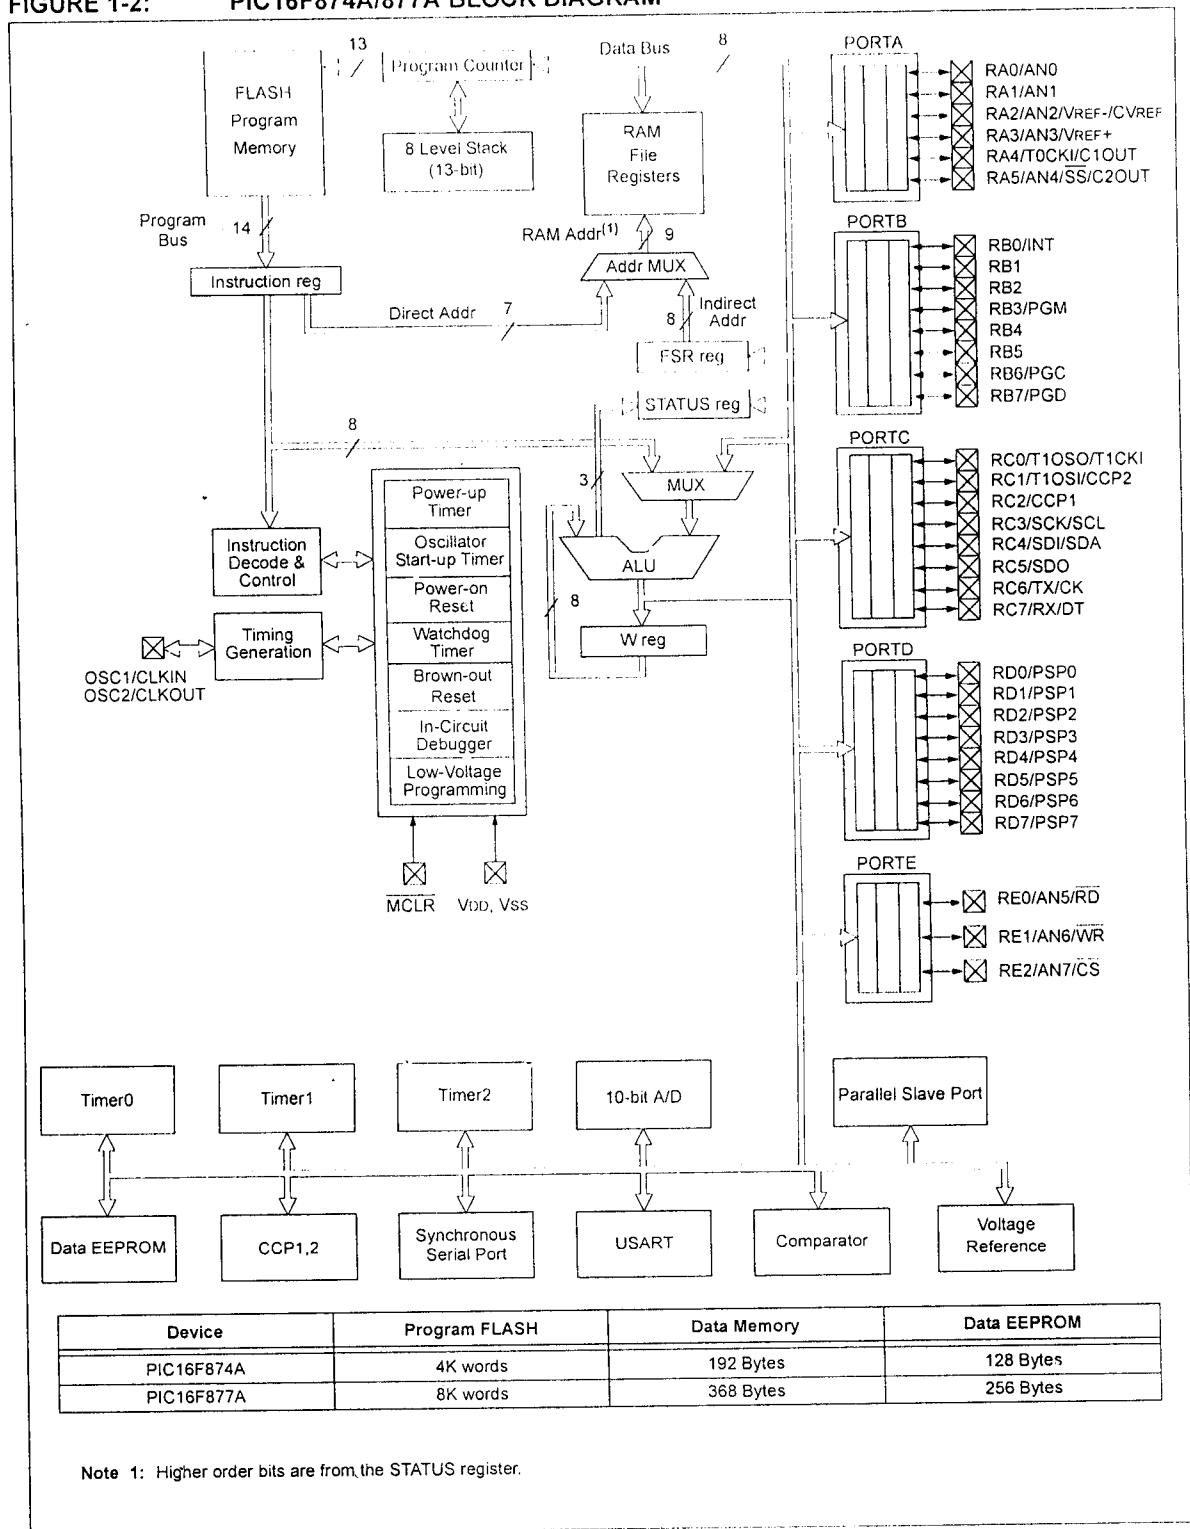 FIGURE 1-2: PIC16F874A/877A BLOCK DIAGRAM
13
Data Bus
8
PORTA
FLASH
Program
Memory
Program Counter
8 Level Stack
(13-bit)
RAM
File
Registers
RA0/AN0
RA1/AN1
RA2/AN2/VREF-/CVREF
RA3/AN3/VREF+
RA4/T0CKI/C1OUT
RA5/AN4/SS/C2OUT
Program
Bus
14
RAM Addr(1)
9
PORTB
Instruction reg
Addr MUX
RB0/INT
RB1
RB2
RB3/PGM
RB4
RB5
RB6/PGC
RB7/PGD
Direct Addr
7
8
Indirect
Addr
FSR reg
STATUS reg
8
PORTC
3
MUX
RC0/T1OSO/T1CKI
RC1/T1OSI/CCP2
RC2/CCP1
RC3/SCK/SCL
RC4/SDI/SDA
RC5/SDO
RC6/TX/CK
RC7/RX/DT
Power-up
Timer
Instruction
Decode &
Control
Oscillator
Start-up Timer
ALU
Power-on
Reset
8
Timing
Generation
Watchdog
Timer
W reg
OSC1/CLKIN
OSC2/CLKOUT
Brown-out
Reset
In-Circuit
Debugger
Low-Voltage
Programming
PORTD
RD0/PSP0
RD1/PSP1
RD2/PSP2
RD3/PSP3
RD4/PSP4
RD5/PSP5
RD6/PSP6
RD7/PSP7
MCLR
VDD, VSS
PORTE
RE0/AN5/RD
RE1/AN6/WR
RE2/AN7/CS
Timer0
Timer1
Timer2
10-bit A/D
Parallel Slave Port
Data EEPROM
CCP1,2
Synchronous
Serial Port
USART
Comparator
Voltage
Reference
Device Program FLASH Data Memory Data EEPROM
PIC16F874A 4K words 192 Bytes 128 Bytes
PIC16F877A 8K words 368 Bytes 256 Bytes
Note 1: Higher order bits are from the STATUS register.